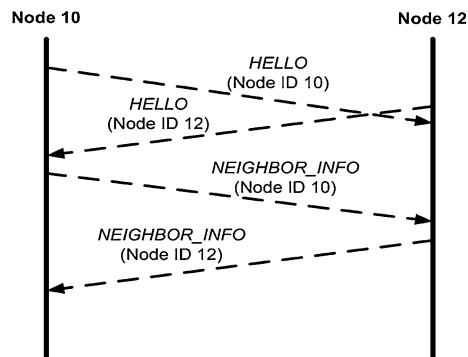 Node 10
Node 12
HELLO
(Node ID 10)
HELLO
(Node ID 12)
NEIGHBOR_INFO
(Node ID 10)
NEIGHBOR_INFO
(Node ID 12)